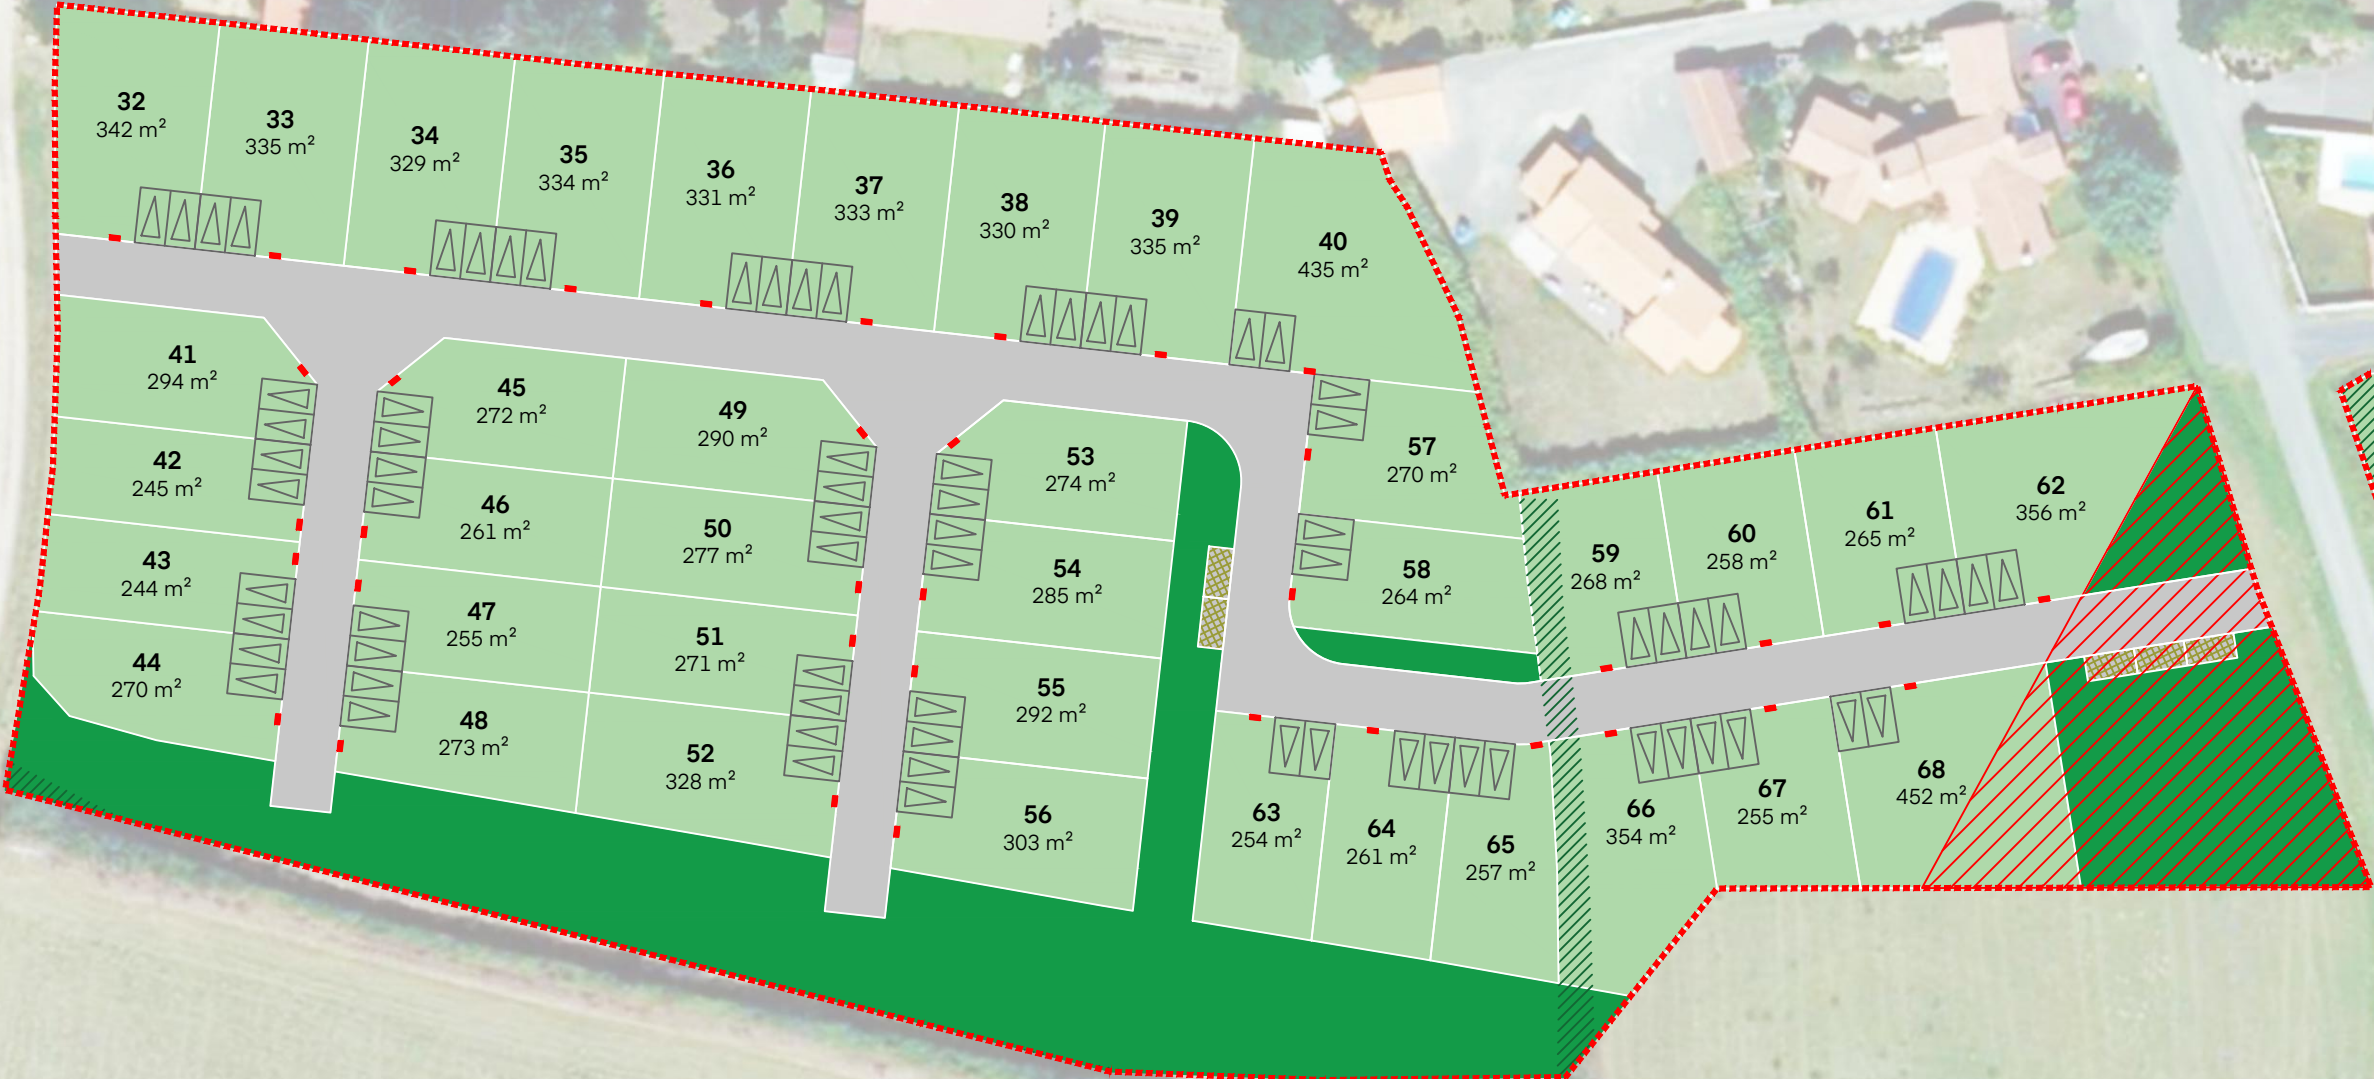 32
342 m²
33
335 m²
34
329 m²
35
334 m²
36
331 m²
37
333 m²
38
330 m²
39
335 m²
40
435 m²
41
294 m²
42
245 m²
43
244 m²
44
270 m²
45
272 m²
46
261 m²
47
255 m²
48
273 m²
49
290 m²
50
277 m²
51
271 m²
52
328 m²
53
274 m²
54
285 m²
55
292 m²
56
303 m²
57
270 m²
58
264 m²
59
268 m²
60
258 m²
61
265 m²
62
356 m²
63
254 m²
64
261 m²
65
257 m²
66
354 m²
67
255 m²
68
452 m²